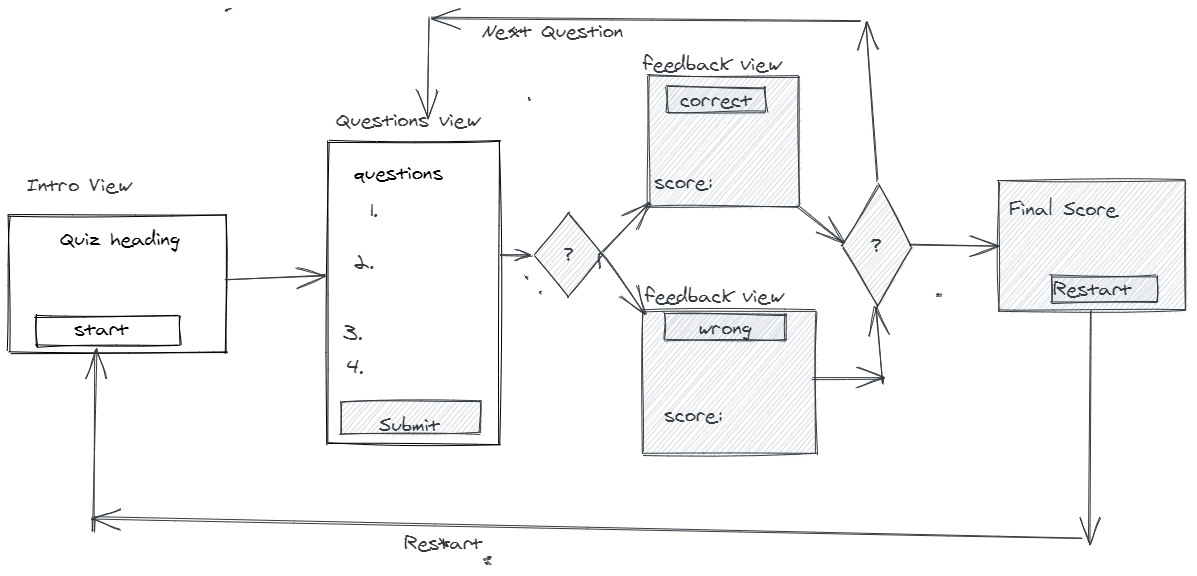 Next Question
feedback view
correct
score:
Questions view
questions
1.
2.
3.
4.
Submit
Intro View
Quiz heading
start
?
feedback view
wrong
score:
?
Final Score
Restart
Restart